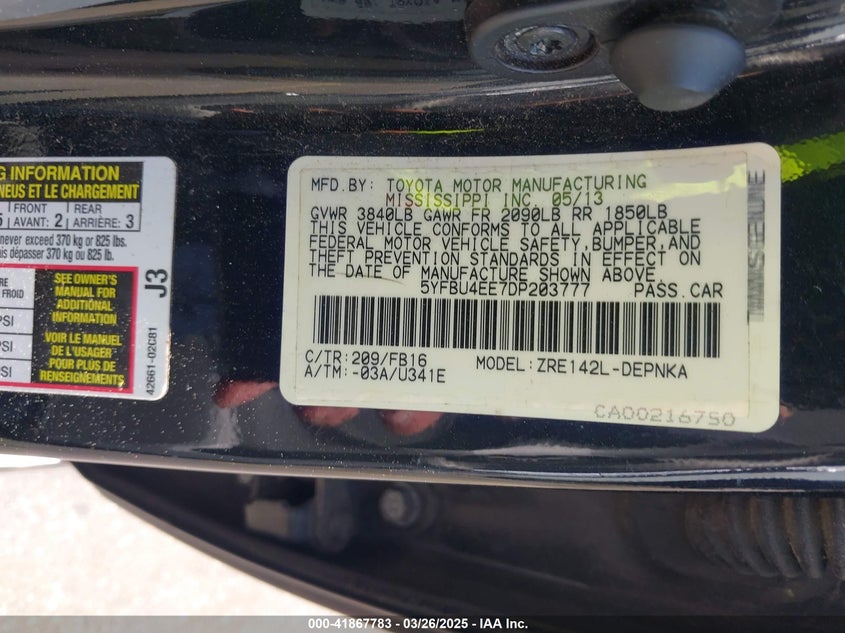 G INFORMATION
NEUS ET LE CHARGEMENT
5 FRONT 2 REAR 3
AVANT: ARRIÈRE:
never exceed 370 kg or 825 lbs.
dépasser 370 kg ou 825 lb.
FROID
PSI
PSI
PSI
SEE OWNER'S
MANUAL FOR
ADDITIONAL
INFORMATION
VOIR LE MANUEL
DE L'USAGER
POUR PLUS DE
RENSEIGNEMENTS
J3
42661-02C81
MFD.BY: TOYOTA MOTOR MANUFACTURING
MISSISSIPPI INC. 05/13
GVWR 3840LB GAWR FR 2090LB RR 1850LB
THIS VEHICLE CONFORMS TO ALL APPLICABLE
FEDERAL MOTOR VEHICLE SAFETY,BUMPER,AND
THEFT PREVENTION STANDARDS IN EFFECT ON
THE DATE OF MANUFACTURE SHOWN ABOVE.
5YFBU4EE7DP203777 PASS.CAR
C/TR:209/FB16 MODEL:ZRE142L-DEPNKA
A/TM:-03A/U341E
CA00216750
000-41867783 - 03/26/2025 - IAA Inc.